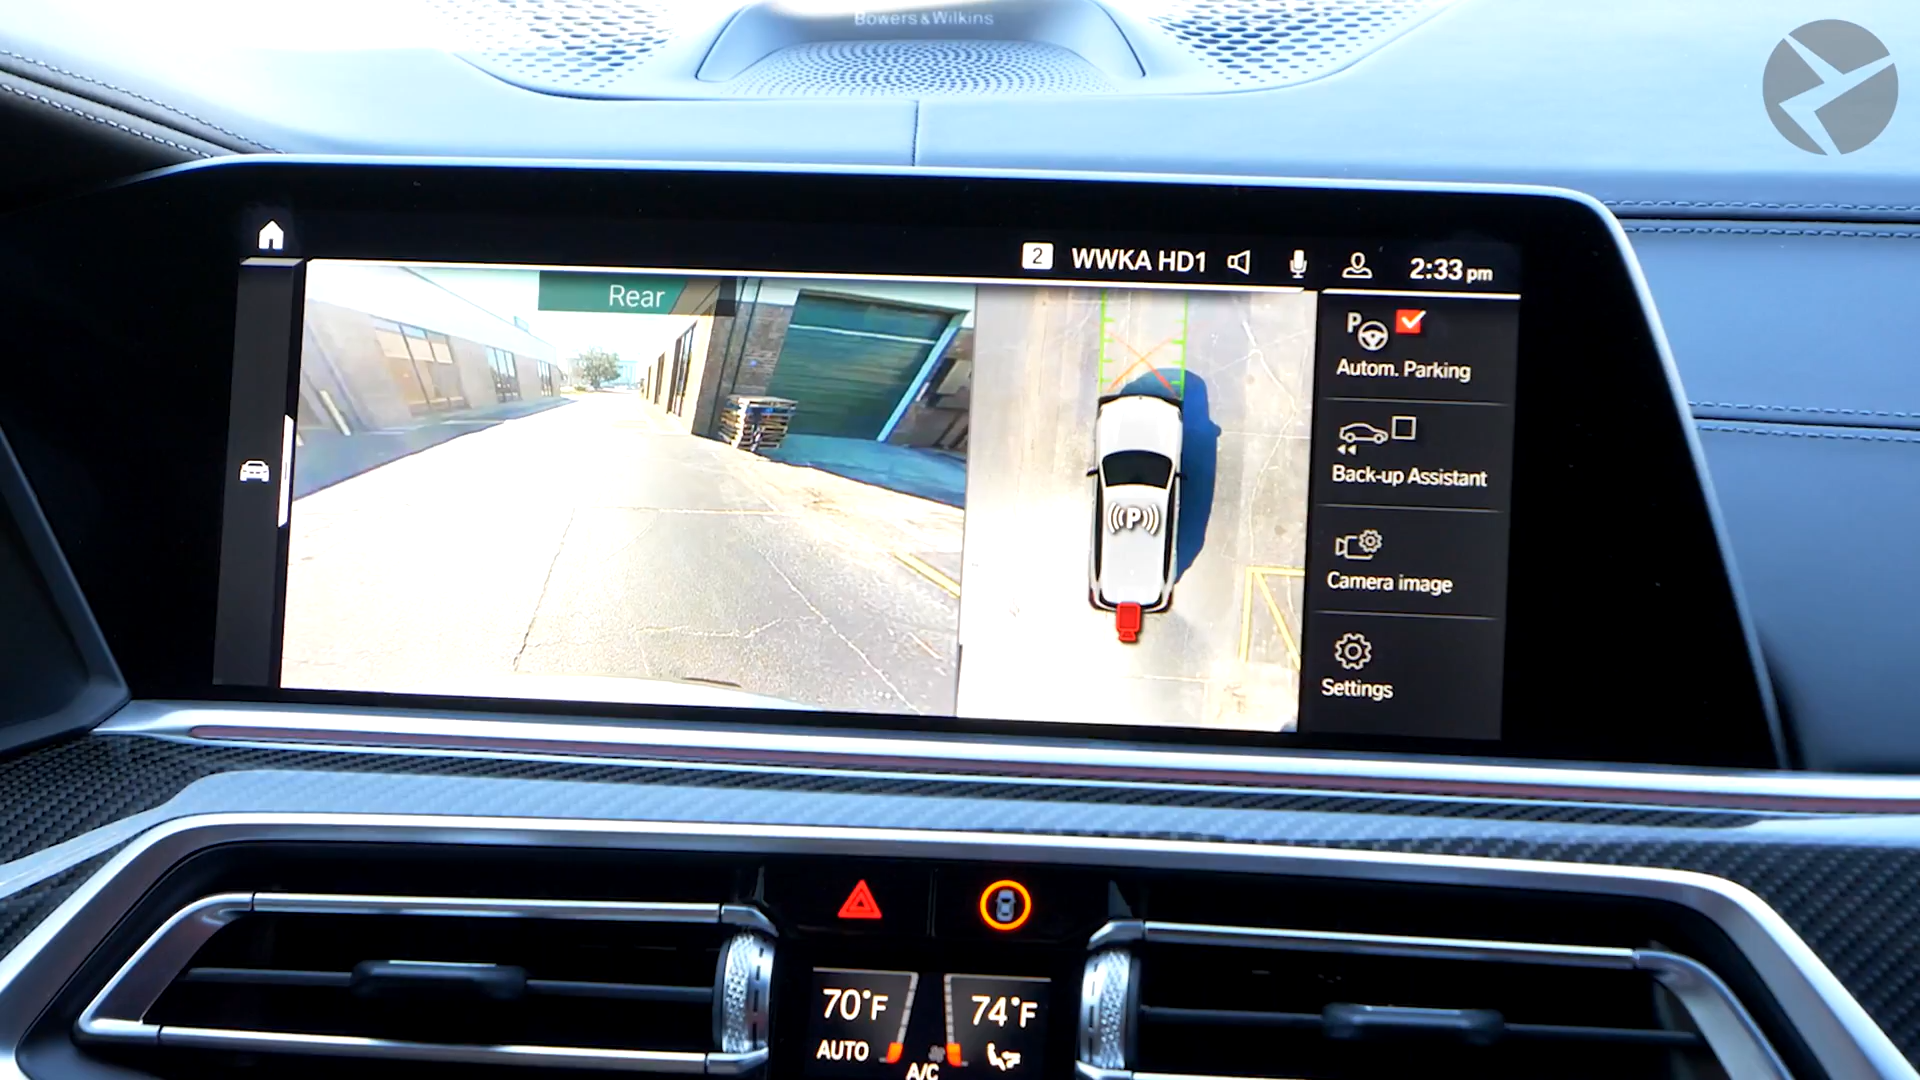 Bowers & Wilkins
2 WWKA HD1 2:33 pm
Rear
P
Autom. Parking
Back-up Assistant
Camera image
Settings
P
70°F 74°F
AUTO A/C